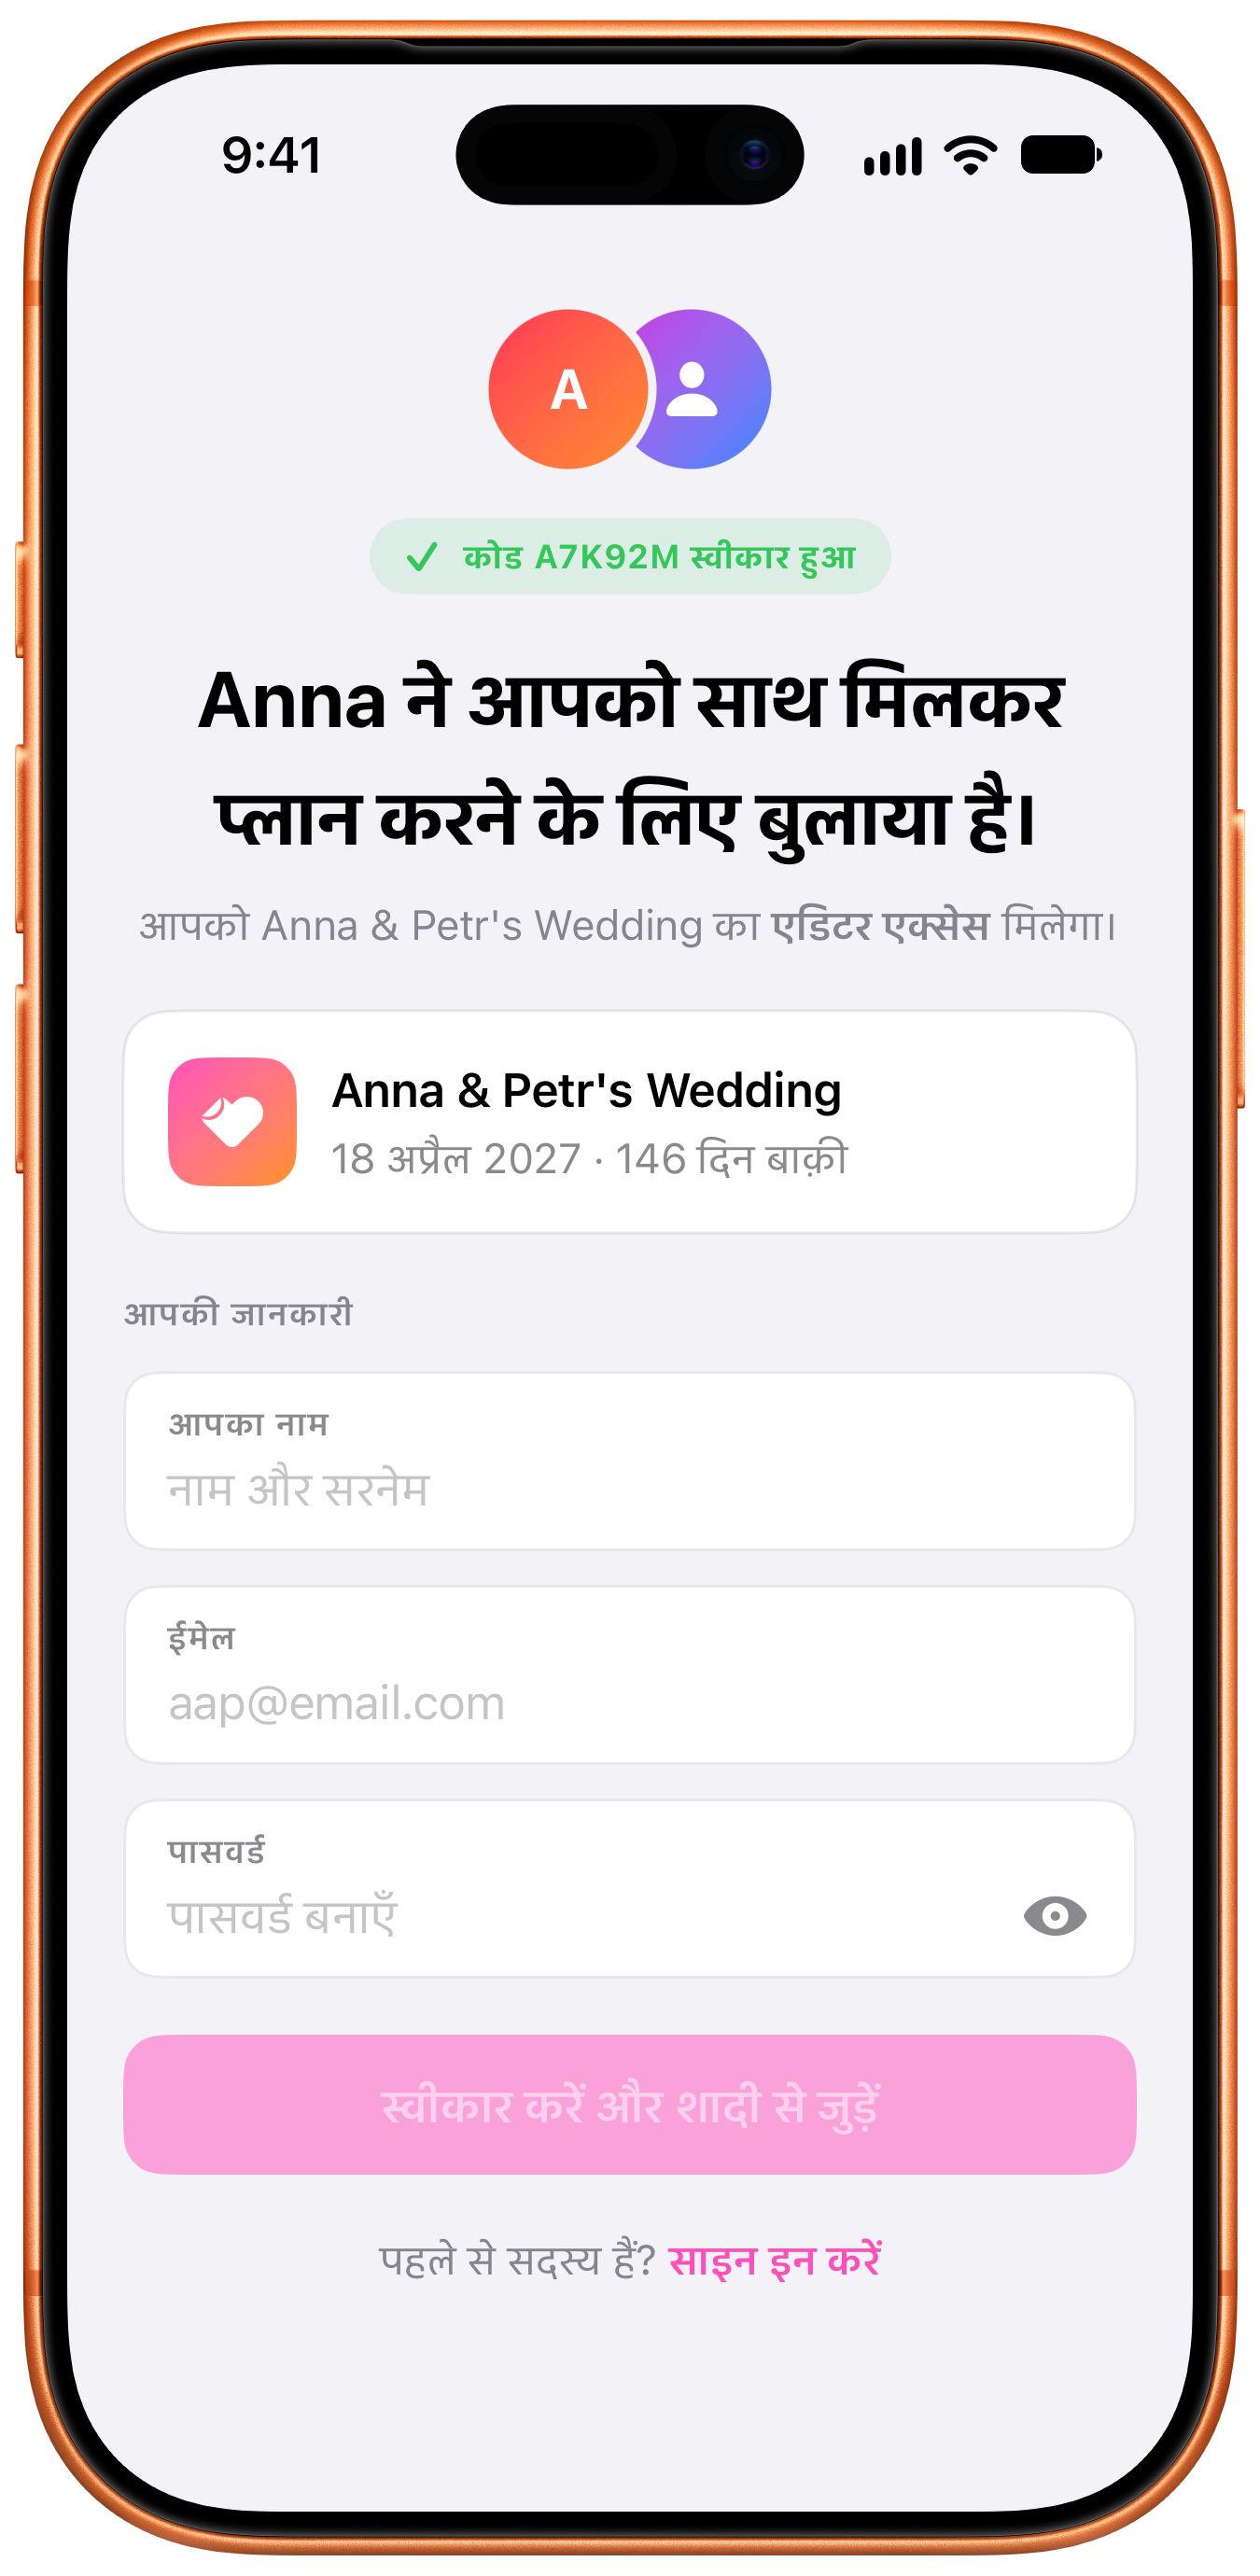 9:41
A
कोड A7K92M स्वीकार हुआ
Anna ने आपको साथ मिलकर
प्लान करने के लिए बुलाया है।
आपको Anna & Petr's Wedding का एडिटर एक्सेस मिलेगा।
Anna & Petr's Wedding
18 अप्रैल 2027 · 146 दिन बाक़ी
आपकी जानकारी
आपका नाम
नाम और सरनेम
ईमेल
aap@email.com
पासवर्ड
पासवर्ड बनाएँ
स्वीकार करें और शादी से जुड़ें
पहले से सदस्य हैं? साइन इन करें